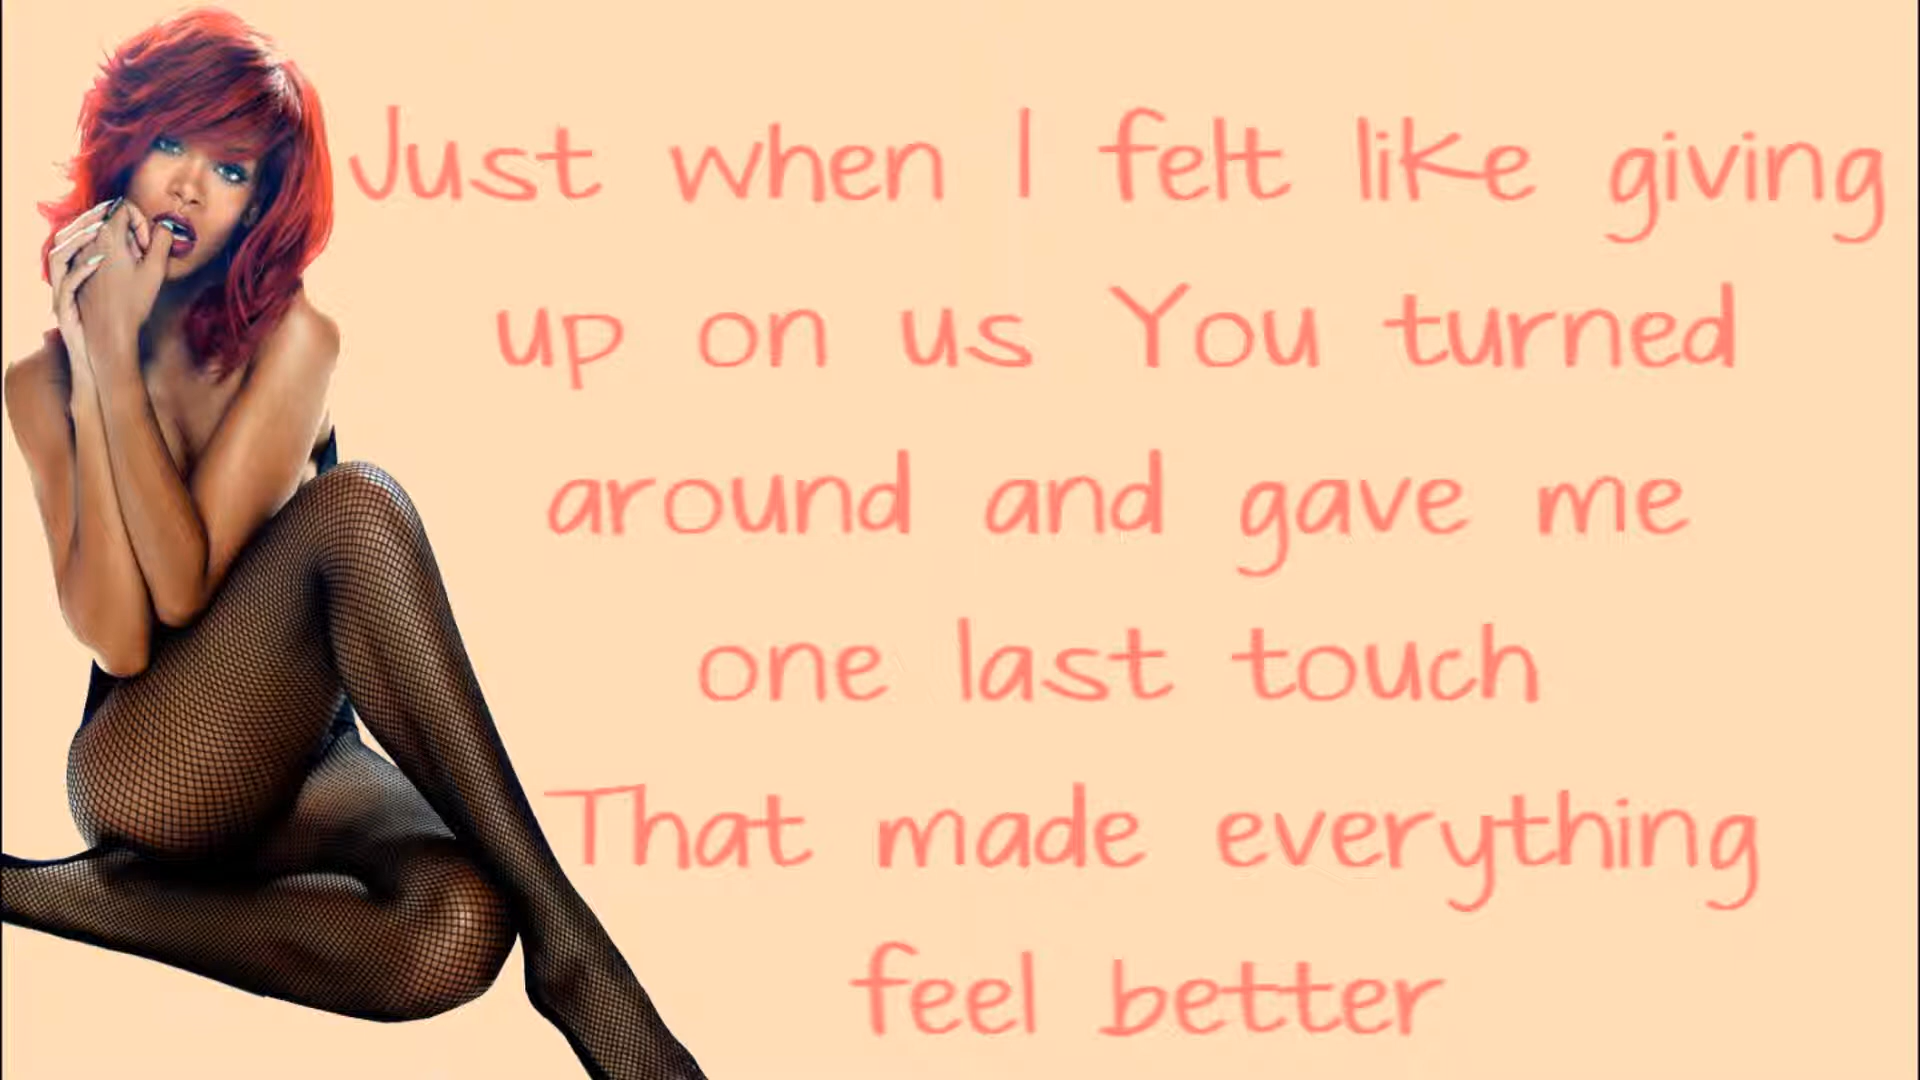 Just when I felt like giving
up on us You turned
around and gave me
one last touch
That made everything
feel better